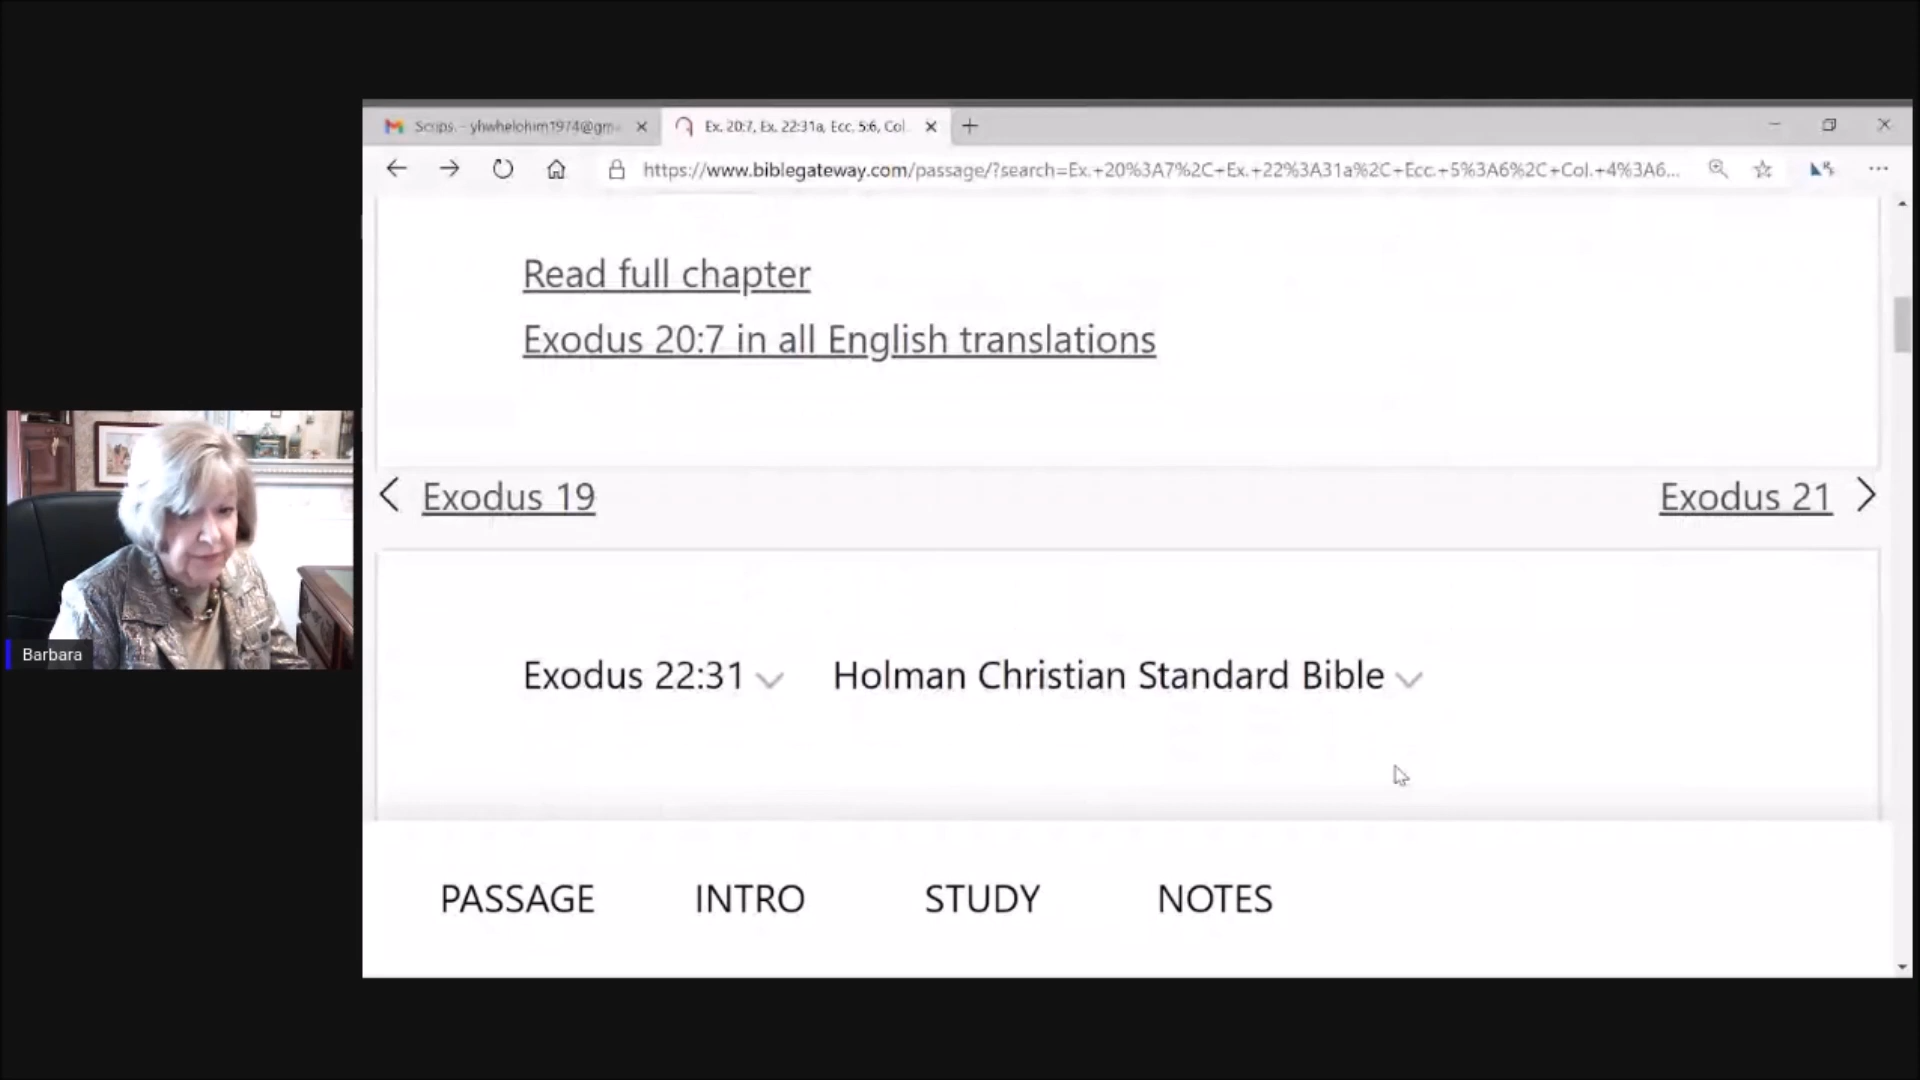 Scrips. - yhwhelohim1974@gm
Ex. 20:7, Ex. 22:31a, Ecc. 5:6, Col.
https://www.biblegateway.com/passage/?search=Ex.+20%3A7%2C+Ex.+22%3A31a%2C+Ecc.+5%3A6%2C+Col.+4%3A6...
Read full chapter
Exodus 20:7 in all English translations
Exodus 19
Exodus 21
Barbara
Exodus 22:31
Holman Christian Standard Bible
PASSAGE INTRO STUDY NOTES